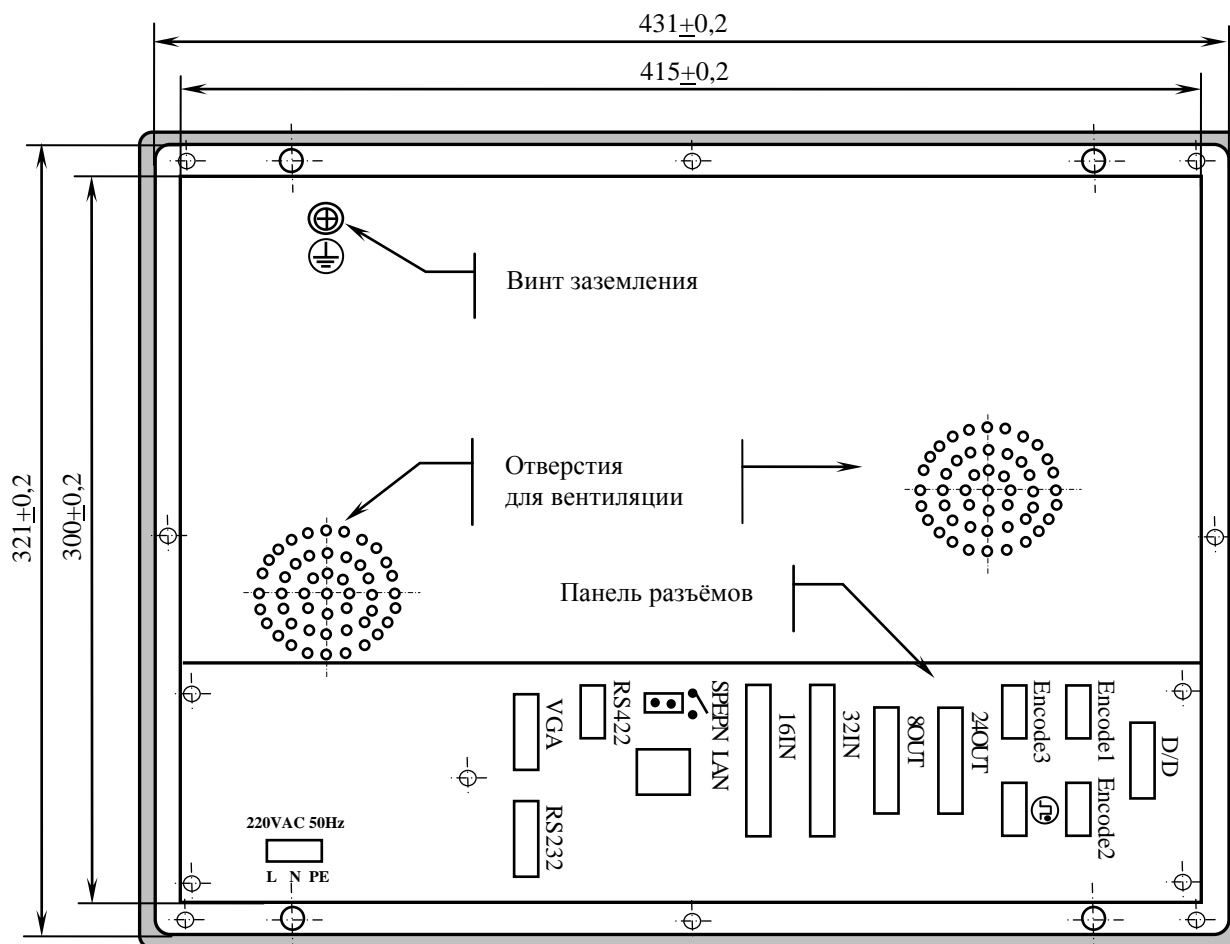 431±0,2
415±0,2
321±0,2
300±0,2
Винт заземления
Отверстия
для вентиляции
Панель разъёмов
VGA
RS422
SPEPN LAN
16IN
32IN
8OUT
24OUT
Encode3
Encode1
D/D
RS232
Encode2
220VAC 50Hz
L N PE